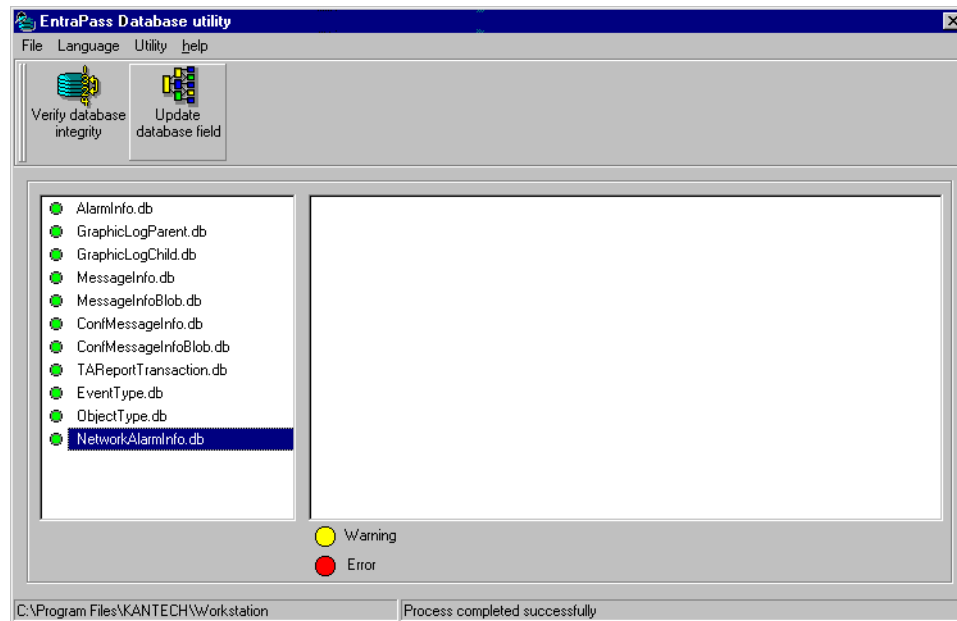 EntraPass Database utility
File Language Utility help
Verify database integrity
Update database field
AlarmInfo.db
GraphicLogParent.db
GraphicLogChild.db
MessageInfo.db
MessageInfoBlob.db
ConfMessageInfo.db
ConfMessageInfoBlob.db
TAReportTransaction.db
EventType.db
ObjectType.db
NetworkAlarmInfo.db
Warning
Error
C:\Program Files\KANTECH\Workstation
Process completed successfully